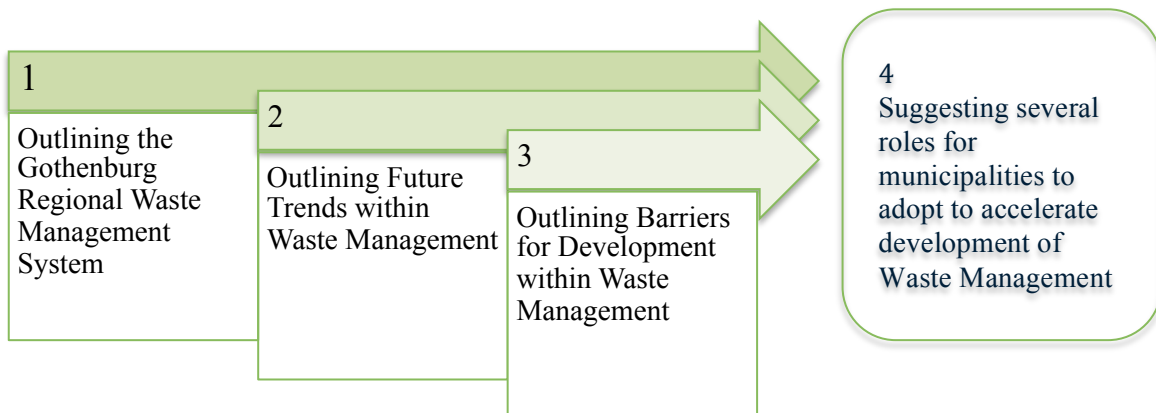 1
Outlining the
Gothenburg
Regional Waste
Management
System
2
Outlining Future
Trends within
Waste Management
3
Outlining Barriers
for Development
within Waste
Management
4
Suggesting several
roles for
municipalities to
adopt to accelerate
development of
Waste Management